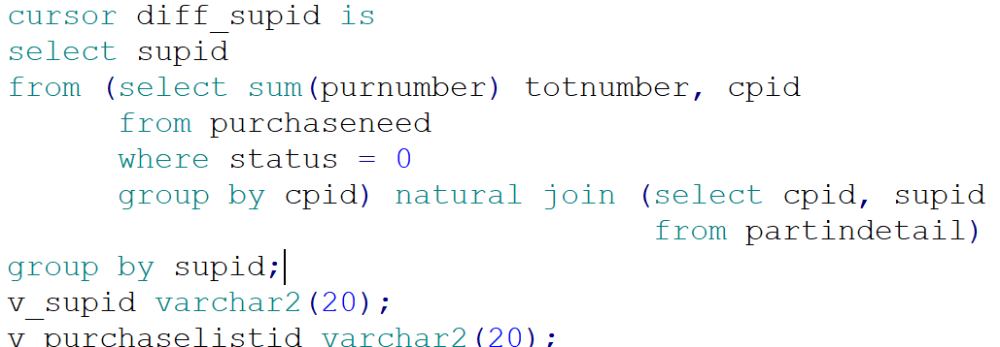 cursor diff_supid is
select supid
from (select sum(purnumber) totnumber, cpid
from purchaseneed
where status = 0
group by cpid) natural join (select cpid, supid
from partindetail)
group by supid;
v_supid varchar2(20);
v_purchaselistid varchar2(20);